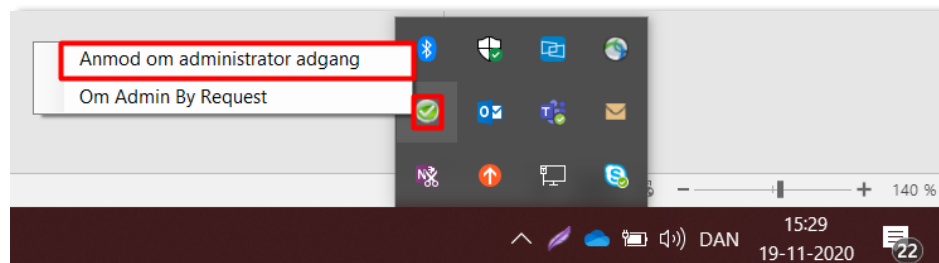 Anmod om administrator adgang
Om Admin By Request
140 %
DAN
15:29
19-11-2020
22